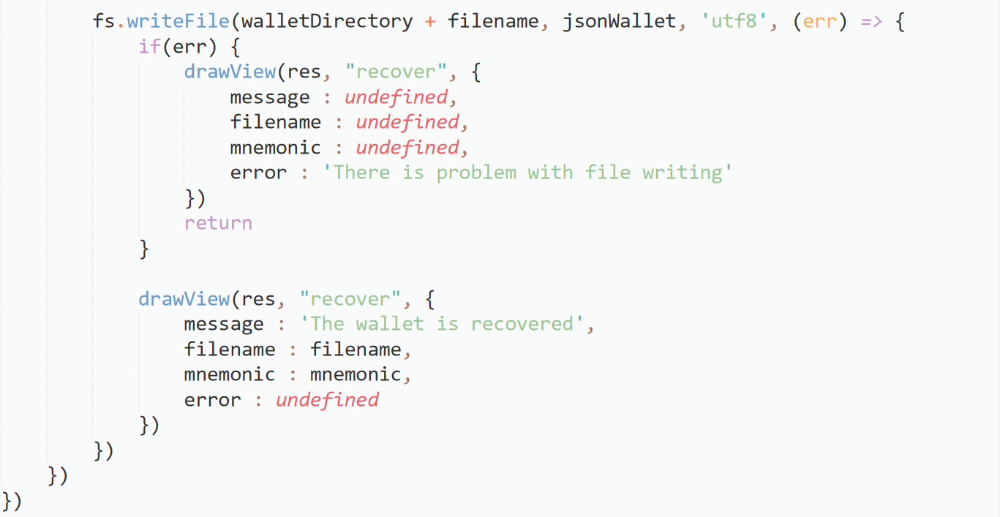 fs.writeFile(walletDirectory + filename, jsonWallet, 'utf8', (err) => {
if(err) {
drawView(res, "recover", {
message : undefined,
filename : undefined,
mnemonic : undefined,
error : 'There is problem with file writing'
})
return
}
drawView(res, "recover", {
message : 'The wallet is recovered',
filename : filename,
mnemonic : mnemonic,
error : undefined
})
})
})
})